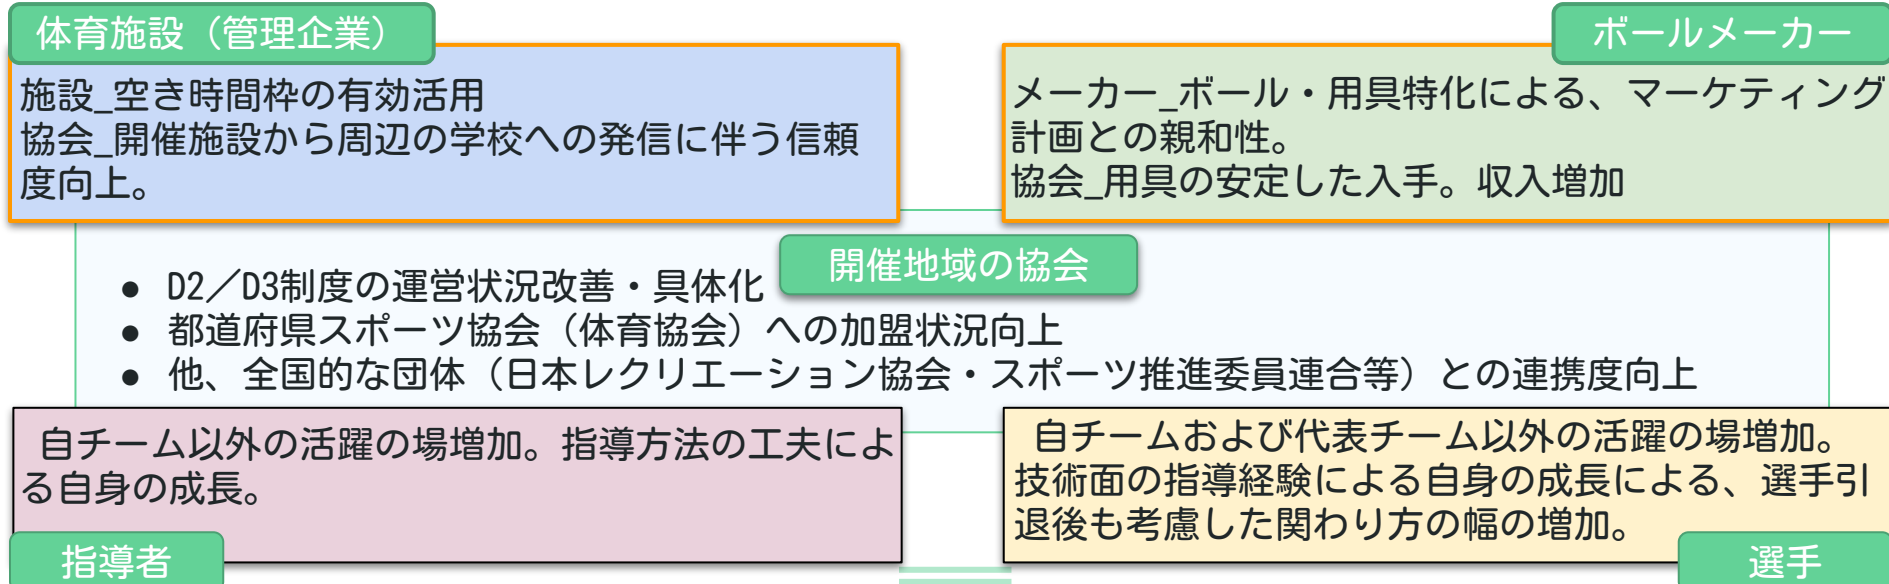 体育施設（管理企業）
施設_空き時間枠の有効活用
協会_開催施設から周辺の学校への発信に伴う信頼
度向上。
ボールメーカー
メーカー_ボール・用具特化による、マーケティング
計画との親和性。
協会_用具の安定した入手。収入増加
開催地域の協会
● D2／D3制度の運営状況改善・具体化
● 都道府県スポーツ協会（体育協会）への加盟状況向上
● 他、全国的な団体（日本レクリエーション協会・スポーツ推進委員連合等）との連携度向上
自チーム以外の活躍の場増加。指導方法の工夫によ
る自身の成長。
指導者
自チームおよび代表チーム以外の活躍の場増加。
技術面の指導経験による自身の成長による、選手引
退後も考慮した関わり方の幅の増加。
選手